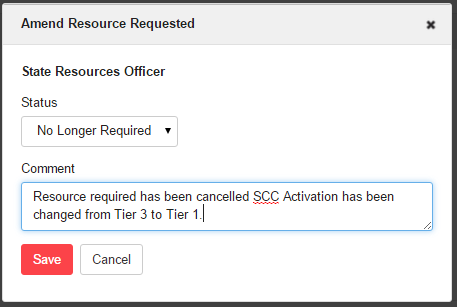 Amend Resource Requested
State Resources Officer
Status
No Longer Required
Comment
Resource required has been cancelled SCC Activation has been
changed from Tier 3 to Tier 1.
Save Cancel